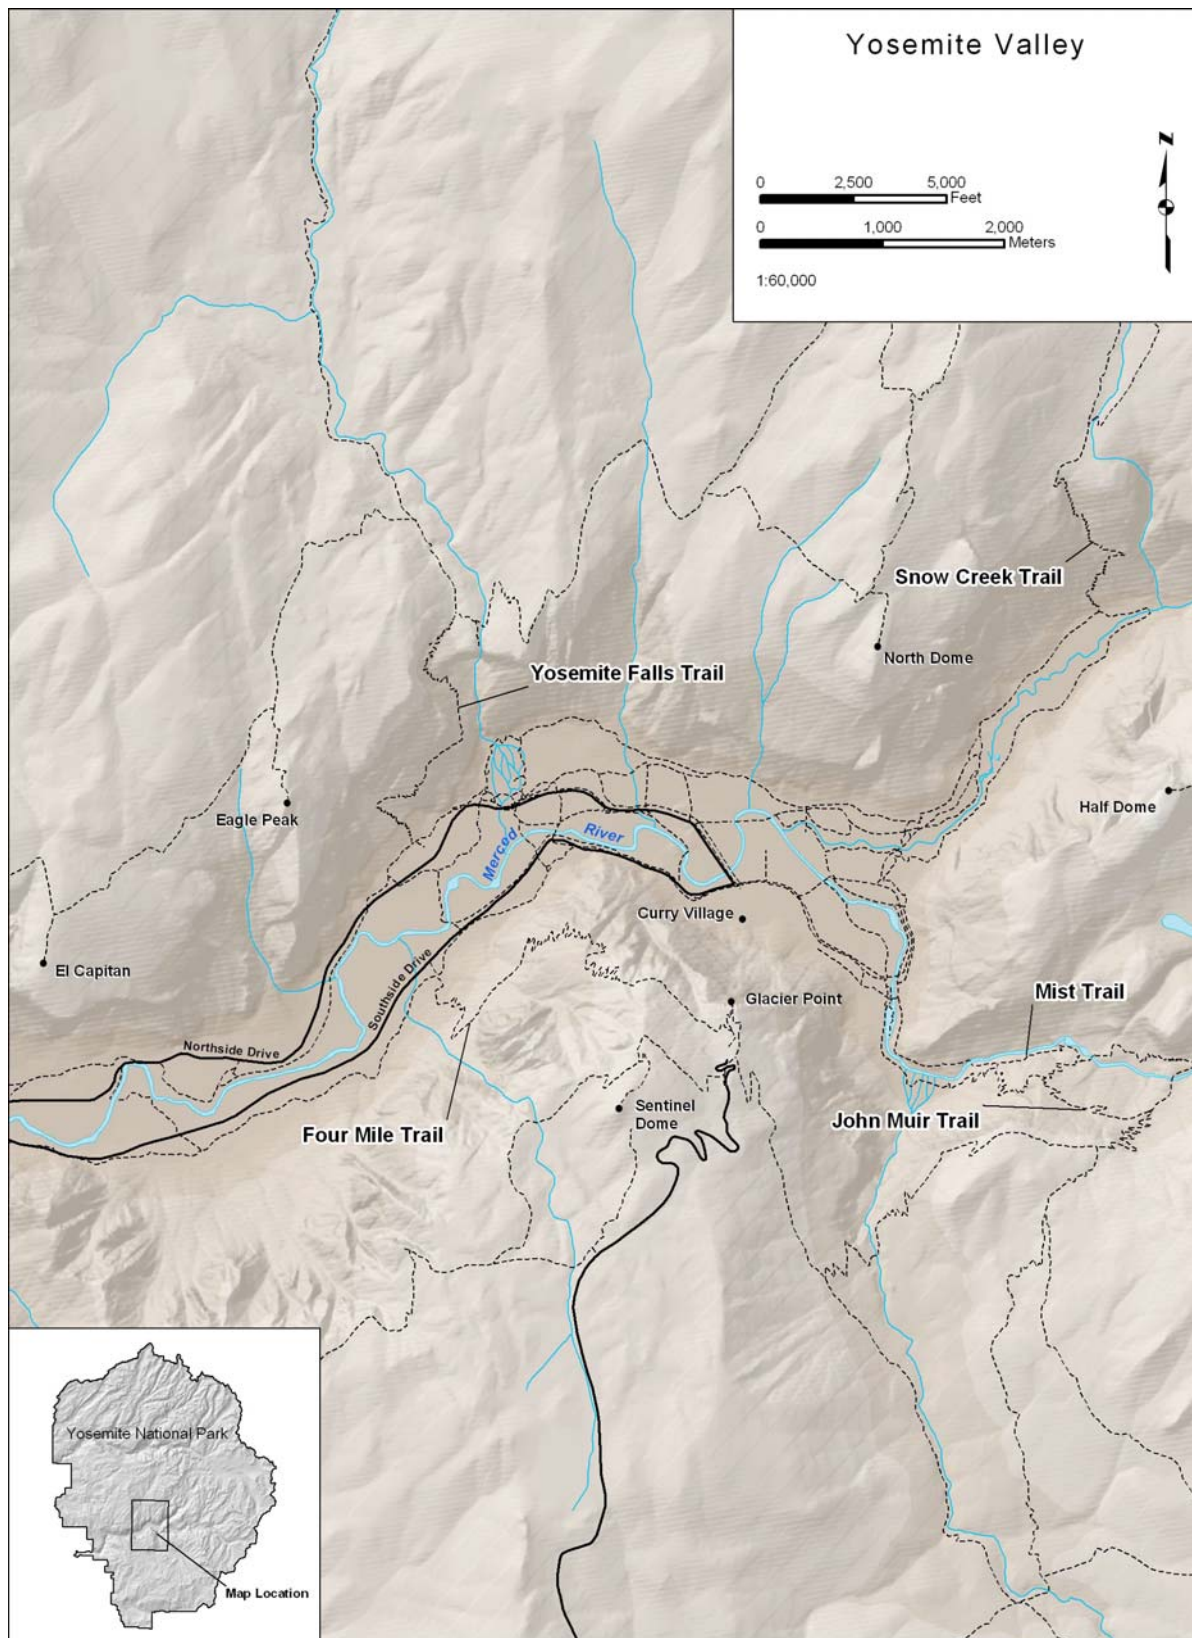 Yosemite Valley
N
0 2,500 5,000
Feet
0 1,000 2,000
Meters
1:60,000
Snow Creek Trail
North Dome
Yosemite Falls Trail
Half Dome
Eagle Peak
Merced River
Curry Village
El Capitan
Southside Drive
Glacier Point
Mist Trail
Northside Drive
Sentinel
Dome
John Muir Trail
Four Mile Trail
Yosemite National Park
Map Location